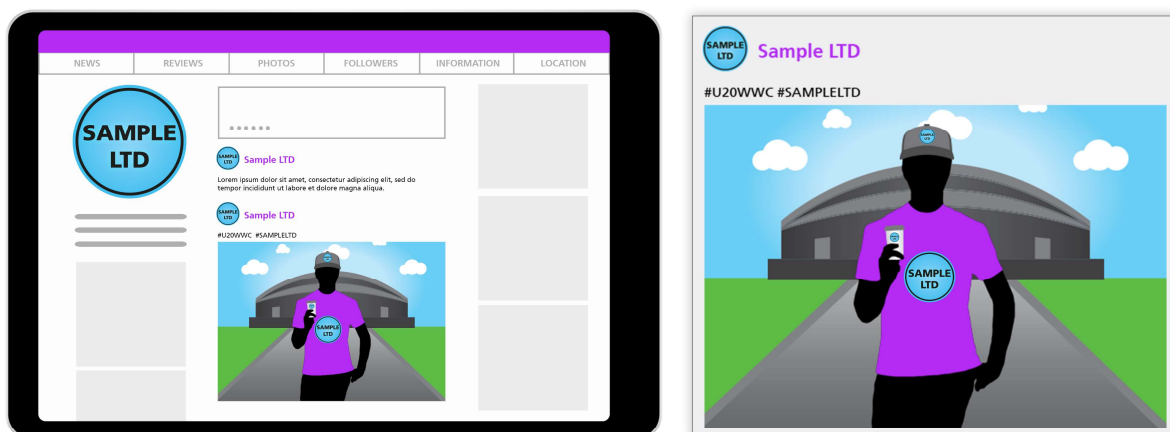 NEWS REVIEWS PHOTOS FOLLOWERS INFORMATION LOCATION
SAMPLE
LTD
SAMPLE
LTD
Sample LTD
Lorem ipsum dolor sit amet, consectetur adipiscing elit, sed do
tempor incididunt ut labore et dolore magna aliqua.
SAMPLE
LTD
Sample LTD
#U20WWC #SAMPLELTD
SAMPLE
LTD
SAMPLE
LTD
Sample LTD
#U20WWC #SAMPLELTD
SAMPLE
LTD
SAMPLE
LTD